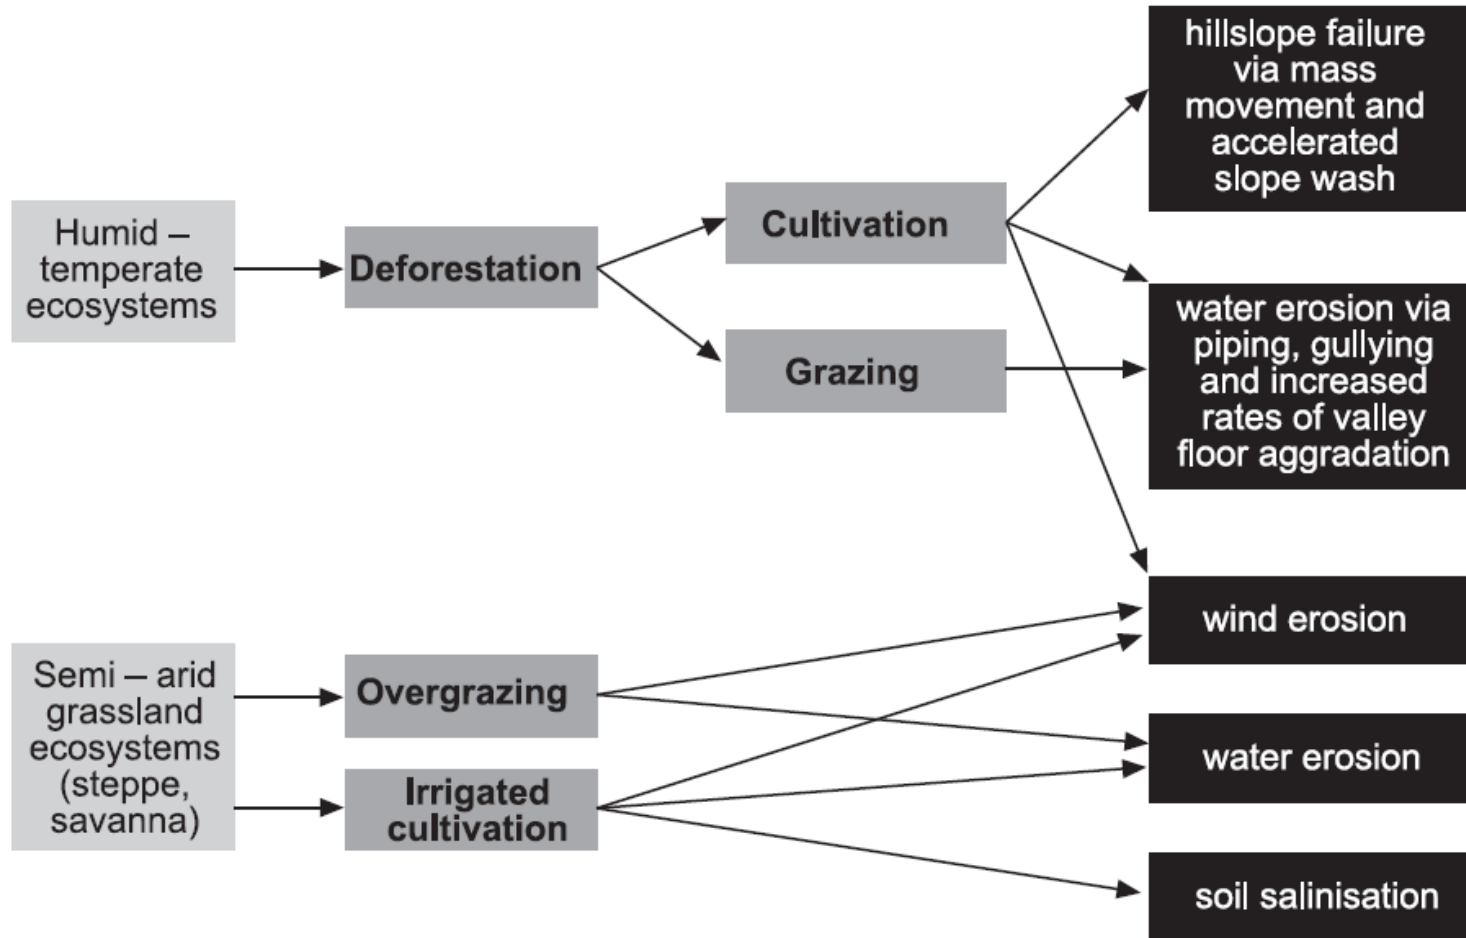 hillslope failure
via mass
movement and
accelerated
slope wash
Humid –
temperate
ecosystems
Deforestation
Cultivation
Grazing
water erosion via
piping, gullying
and increased
rates of valley
floor aggradation
wind erosion
Semi – arid
grassland
ecosystems
(steppe,
savanna)
Overgrazing
Irrigated
cultivation
water erosion
soil salinisation